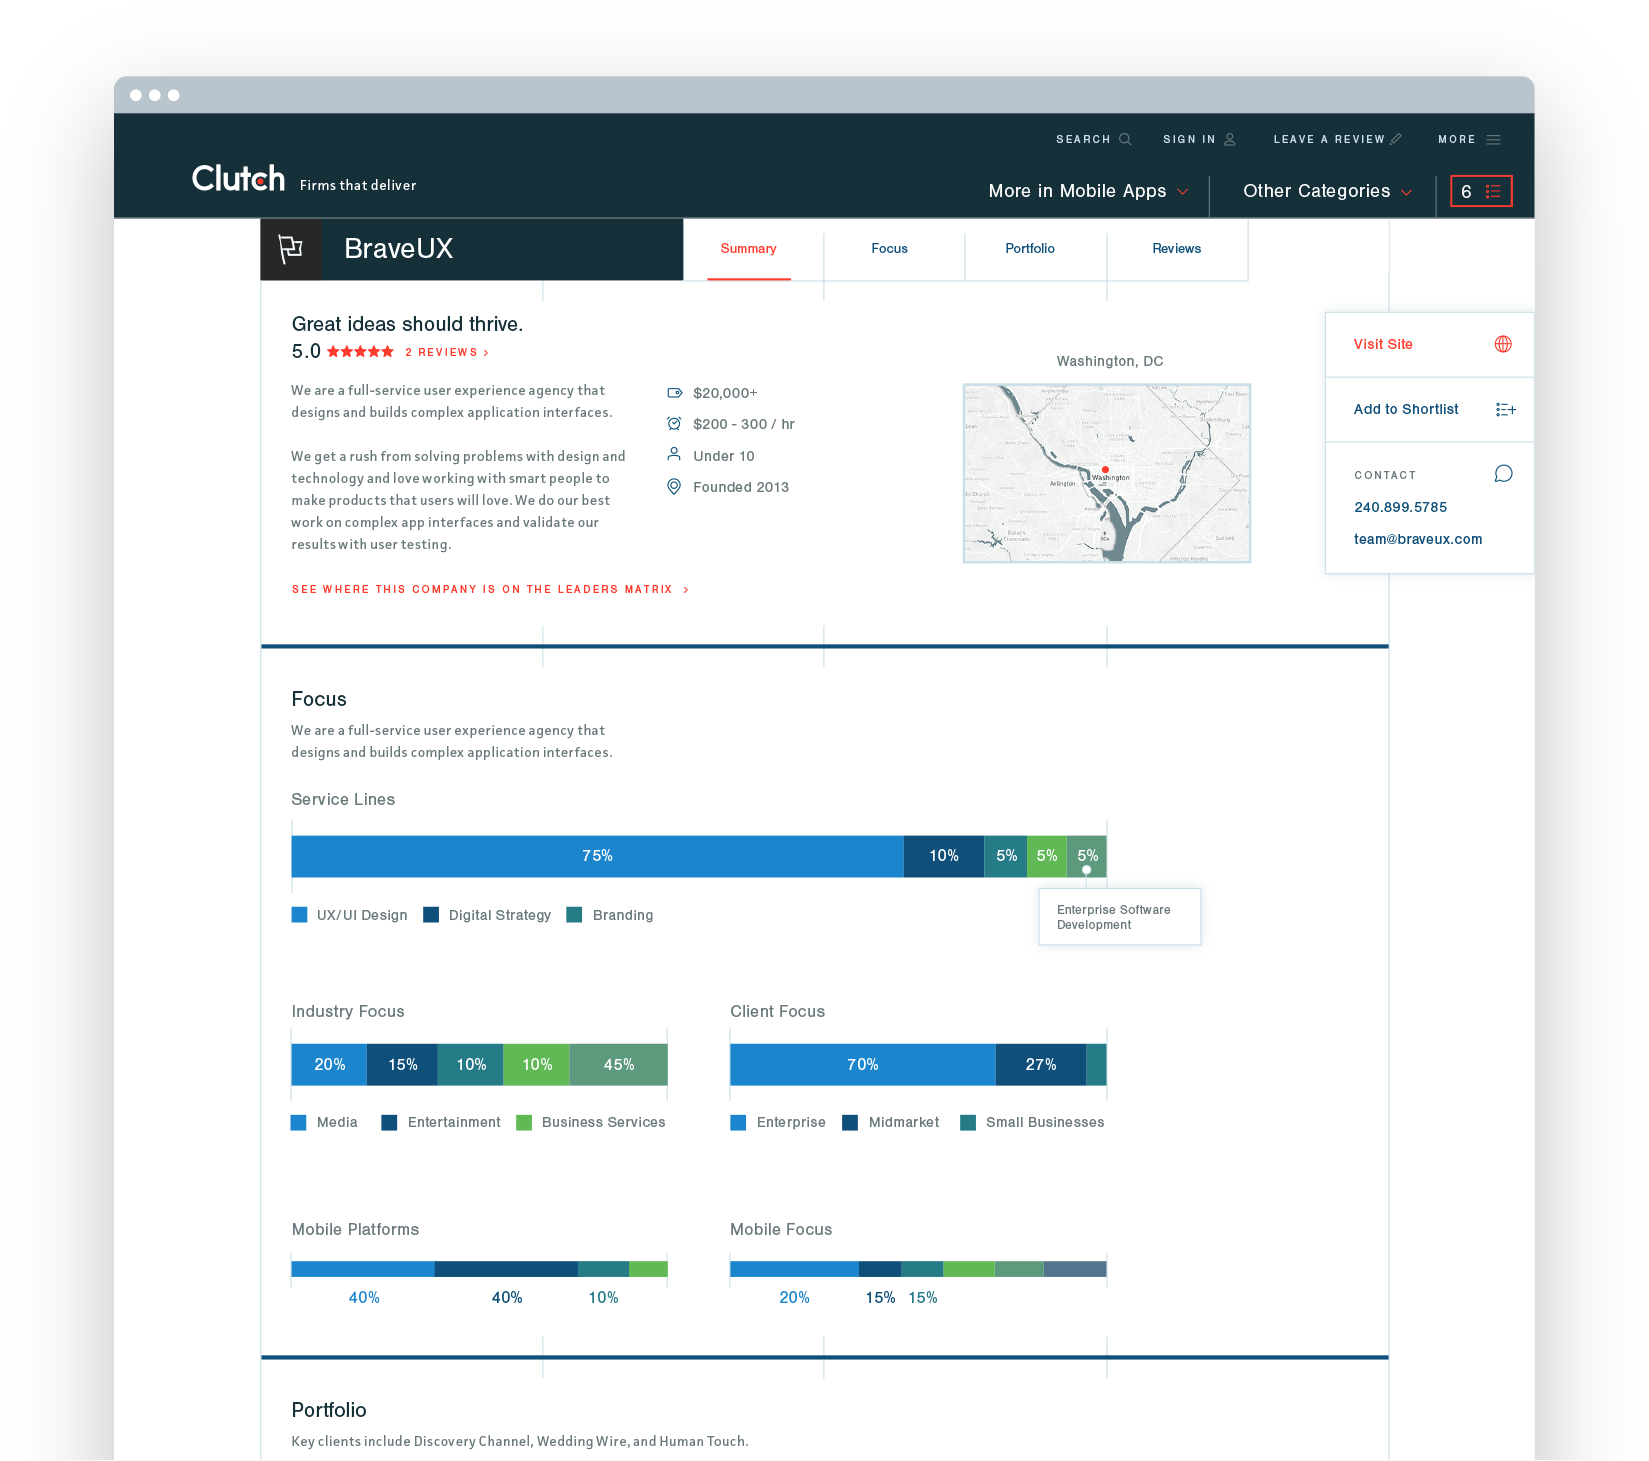 SEARCH
SIGN IN
LEAVE A REVIEW
MORE
Clutch
Firms that deliver
More in Mobile Apps
Other Categories
6
BraveUX
Summary
Focus
Portfolio
Reviews
Great ideas should thrive.
5.0
2 REVIEWS
We are a full-service user experience agency that
designs and builds complex application interfaces.
We get a rush from solving problems with design and
technology and love working with smart people to
make products that users will love. We do our best
work on complex app interfaces and validate our
results with user testing.
SEE WHERE THIS COMPANY IS ON THE LEADERS MATRIX
$20,000+
$200 - 300 / hr
Under 10
Founded 2013
Washington, DC
Washington
Arlington
Visit Site
Add to Shortlist
CONTACT
240.899.5785
team@braveux.com
Focus
We are a full-service user experience agency that
designs and builds complex application interfaces.
Service Lines
75%
10%
5%
5%
5%
UX/UI Design
Digital Strategy
Branding
Enterprise Software
Development
Industry Focus
20%
15%
10%
10%
45%
Media
Entertainment
Business Services
Client Focus
70%
27%
Enterprise
Midmarket
Small Businesses
Mobile Platforms
40%
40%
10%
Mobile Focus
20%
15%
15%
Portfolio
Key clients include Discovery Channel, Wedding Wire, and Human Touch.